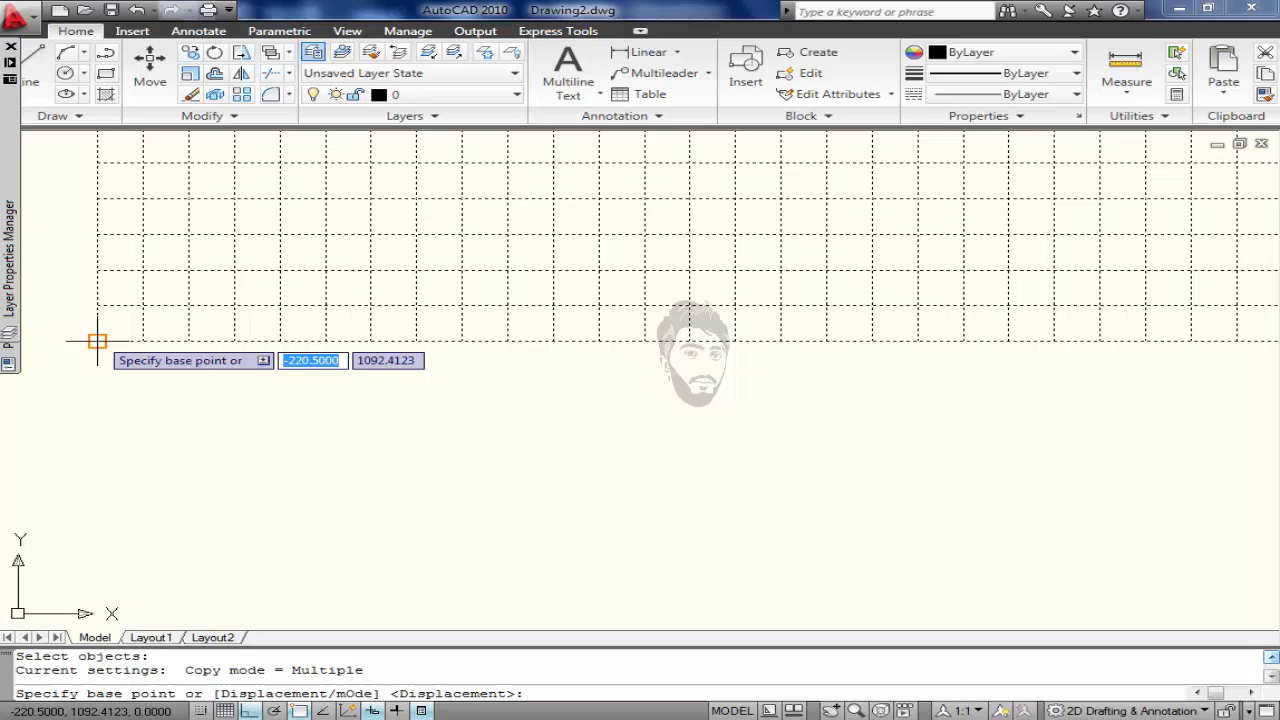 AutoCAD 2010 Drawing2.dwg Type a keyword or phrase
Home Insert Annotate Parametric View Manage Output Express Tools
Linear Create ByLayer
Unsaved Layer State Multileader Edit ByLayer
ine Move Multiline Text Insert Measure Paste
0 Table Edit Attributes ByLayer
Draw Modify Layers Annotation Block Properties Utilities Clipboard
Layer Properties Manager
Specify base point or -220.5000 1092.4123
Y
X
Model Layout1 Layout2
Select objects:
Current settings:  Copy mode = Multiple
Specify base point or [Displacement/mOde] <Displacement>:
-220.5000, 1092.4123, 0.0000 MODEL 1:1 2D Drafting & Annotation